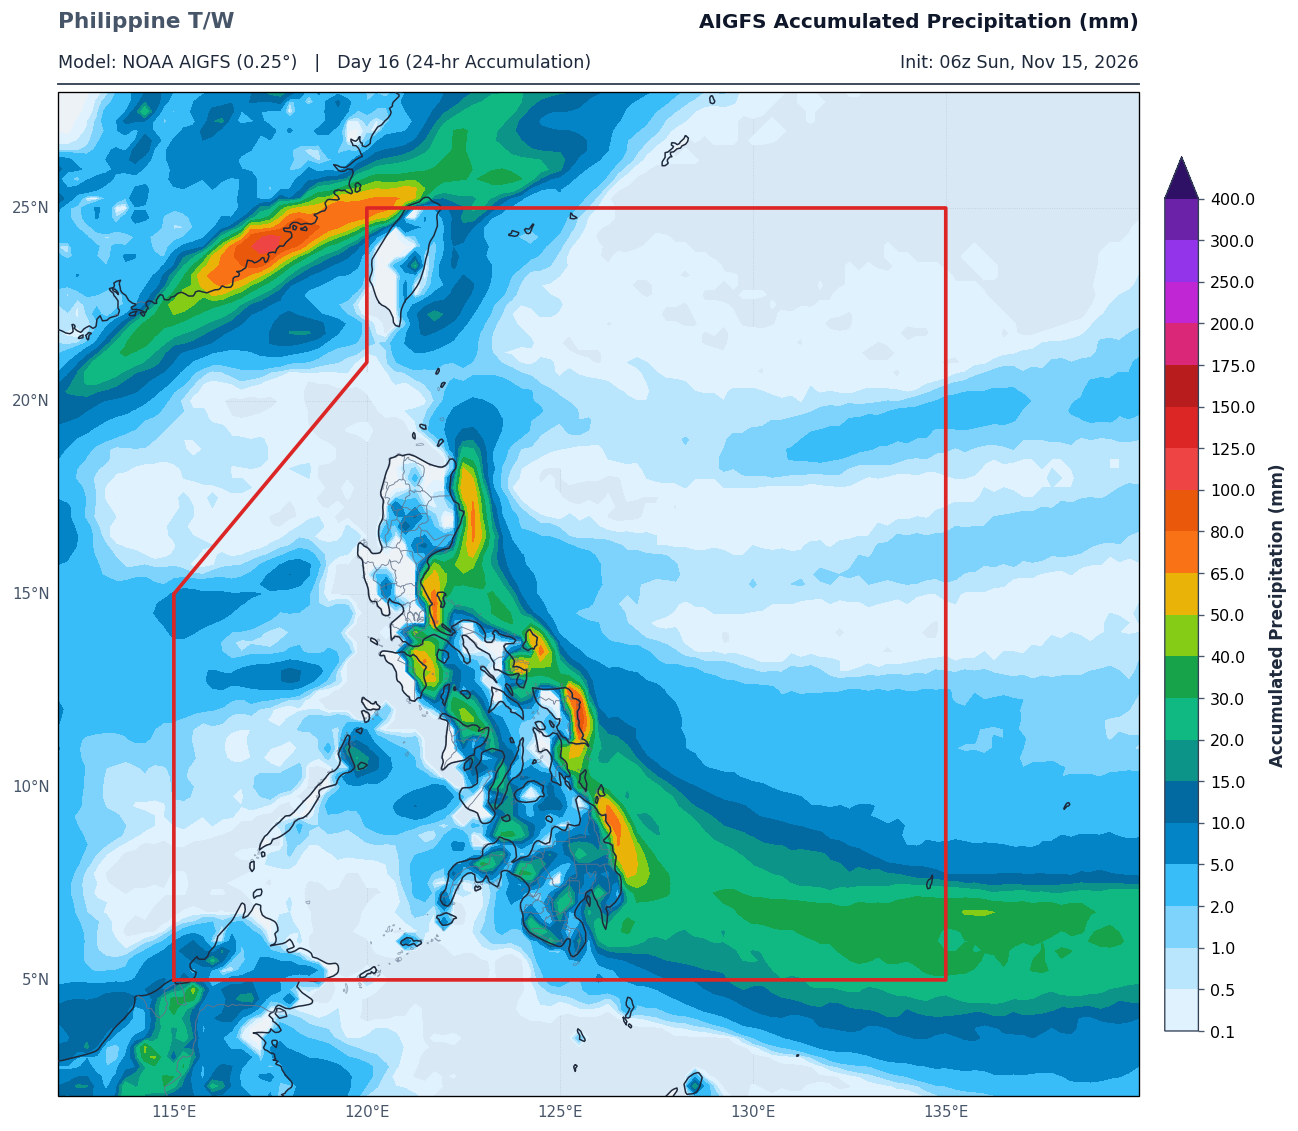 Philippine T/W
AIGFS Accumulated Precipitation (mm)
Model: NOAA AIGFS (0.25°)   |   Day 16 (24-hr Accumulation)
Init: 06z Sun, Nov 15, 2026
25°N
20°N
15°N
10°N
5°N
115°E
120°E
125°E
130°E
135°E
400.0
300.0
250.0
200.0
175.0
150.0
125.0
100.0
80.0
65.0
50.0
40.0
30.0
20.0
15.0
10.0
5.0
2.0
1.0
0.5
0.1
Accumulated Precipitation (mm)